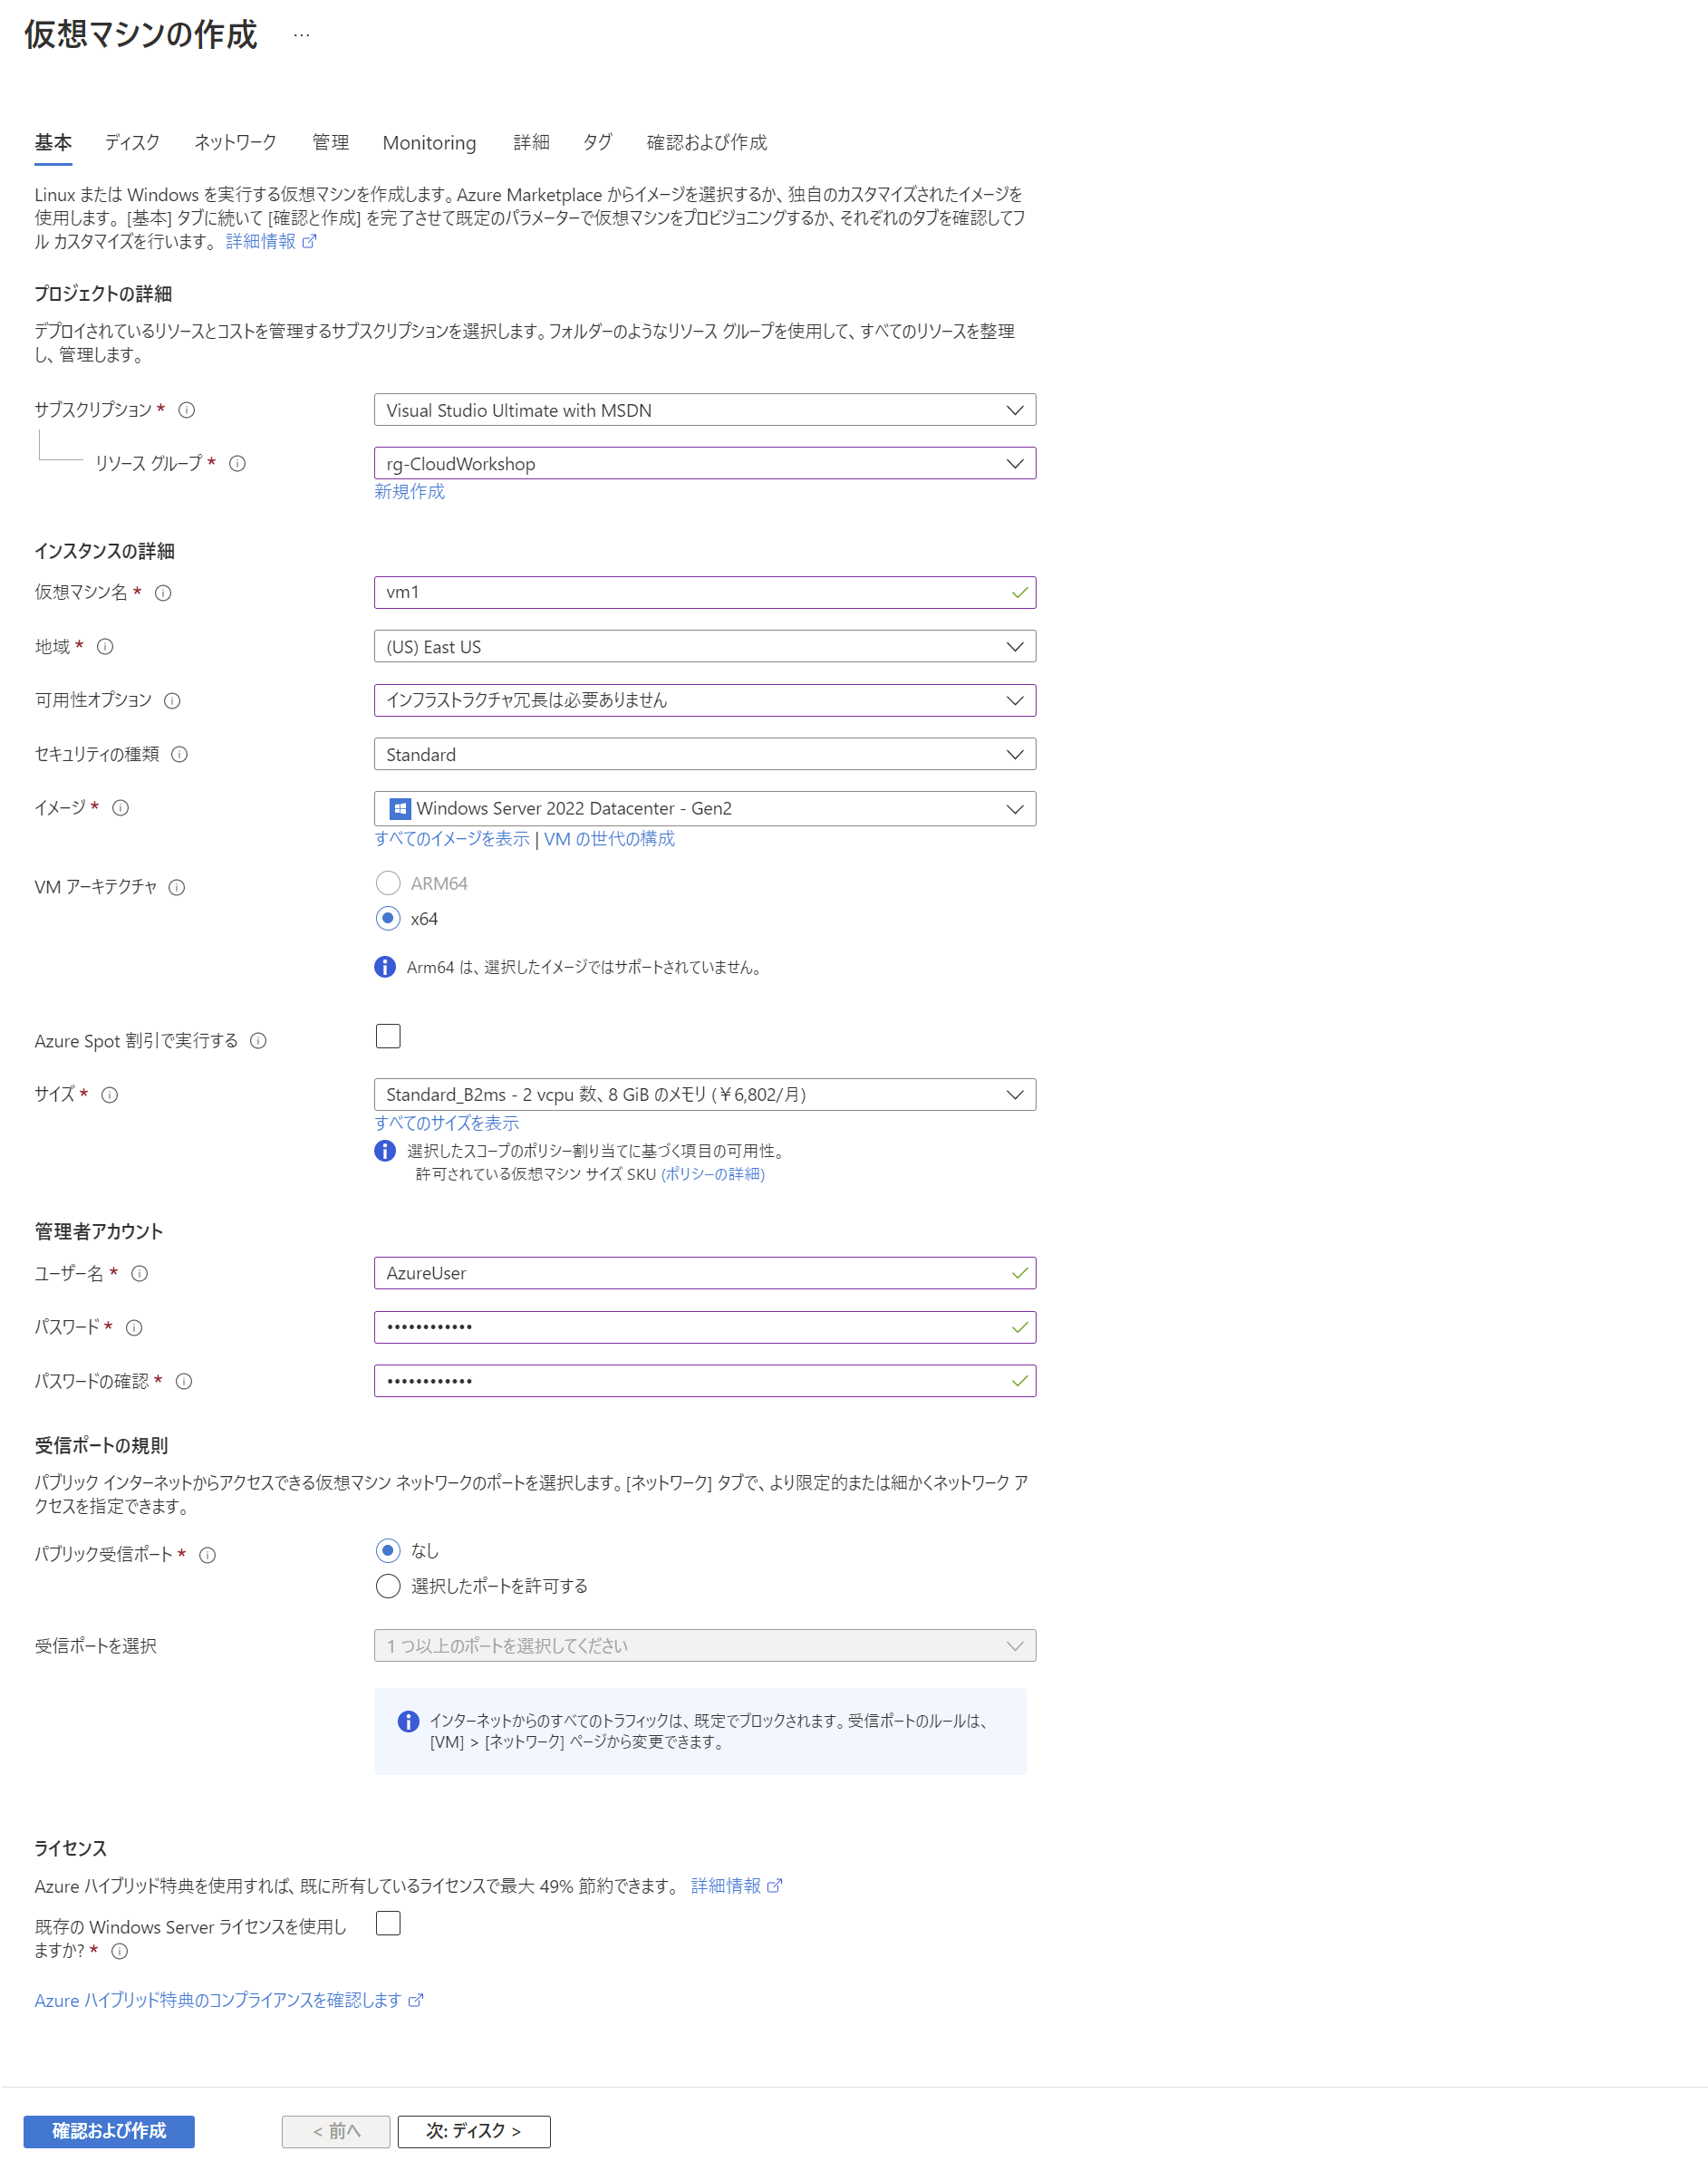 仮想マシンの作成 …
基本 ディスク ネットワーク 管理 Monitoring 詳細 タグ 確認および作成
Linux または Windows を実行する仮想マシンを作成します。Azure Marketplace からイメージを選択するか、独自のカスタマイズされたイメージを
使用します。 [基本] タブに続いて [確認と作成] を完了させて既定のパラメーターで仮想マシンをプロビジョニングするか、それぞれのタブを確認してフ
ル カスタマイズを行います。 詳細情報
プロジェクトの詳細
デプロイされているリソースとコストを管理するサブスクリプションを選択します。フォルダーのようなリソース グループを使用して、すべてのリソースを整理
し、管理します。
サブスクリプション * Visual Studio Ultimate with MSDN
リソース グループ * rg-CloudWorkshop
新規作成
インスタンスの詳細
仮想マシン名 * vm1
地域 * (US) East US
可用性オプション インフラストラクチャ冗長は必要ありません
セキュリティの種類 Standard
イメージ * Windows Server 2022 Datacenter - Gen2
すべてのイメージを表示 | VM の世代の構成
VM アーキテクチャ ARM64
x64
Arm64 は、選択したイメージではサポートされていません。
Azure Spot 割引で実行する
サイズ * Standard_B2ms - 2 vcpu 数、8 GiB のメモリ (￥6,802/月)
すべてのサイズを表示
選択したスコープのポリシー割り当てに基づく項目の可用性。
許可されている仮想マシン サイズ SKU (ポリシーの詳細)
管理者アカウント
ユーザー名 * AzureUser
パスワード * ••••••••••••
パスワードの確認 * ••••••••••••
受信ポートの規則
パブリック インターネットからアクセスできる仮想マシン ネットワークのポートを選択します。[ネットワーク] タブで、より限定的または細かくネットワーク ア
クセスを指定できます。
パブリック受信ポート * なし
選択したポートを許可する
受信ポートを選択 1 つ以上のポートを選択してください
インターネットからのすべてのトラフィックは、既定でブロックされます。受信ポートのルールは、
[VM] > [ネットワーク] ページから変更できます。
ライセンス
Azure ハイブリッド特典を使用すれば、既に所有しているライセンスで最大 49% 節約できます。 詳細情報
既存の Windows Server ライセンスを使用し
ますか? *
Azure ハイブリッド特典のコンプライアンスを確認します
確認および作成 < 前へ 次: ディスク >